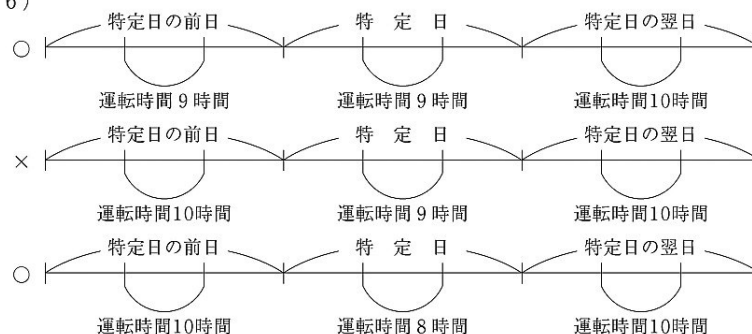 6)
特定日の前日 特 定 日 特定日の翌日
○
運転時間9時間 運転時間9時間 運転時間10時間
特定日の前日 特 定 日 特定日の翌日
×
運転時間10時間 運転時間9時間 運転時間10時間
特定日の前日 特 定 日 特定日の翌日
○
運転時間10時間 運転時間8時間 運転時間10時間